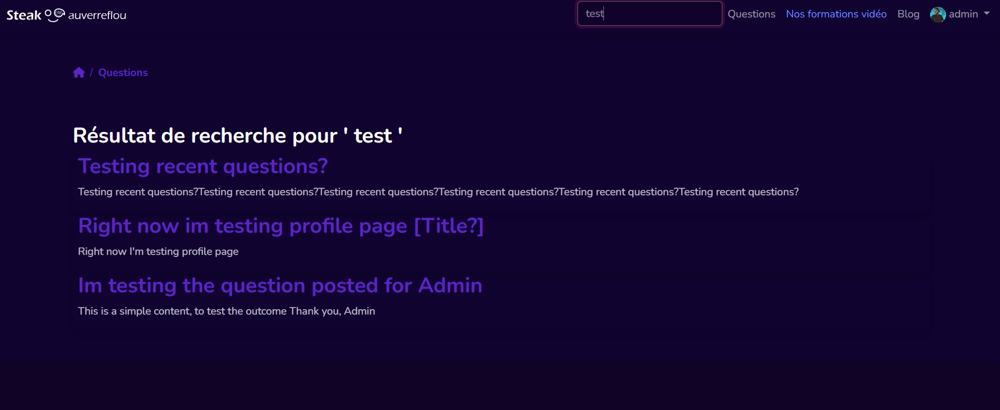 Steak auverreflou
test
Questions
Nos formations vidéo
Blog
admin
/ Questions
Résultat de recherche pour ' test '
Testing recent questions?
Testing recent questions?Testing recent questions?Testing recent questions?Testing recent questions?Testing recent questions?Testing recent questions?
Right now im testing profile page [Title?]
Right now I'm testing profile page
Im testing the question posted for Admin
This is a simple content, to test the outcome Thank you, Admin